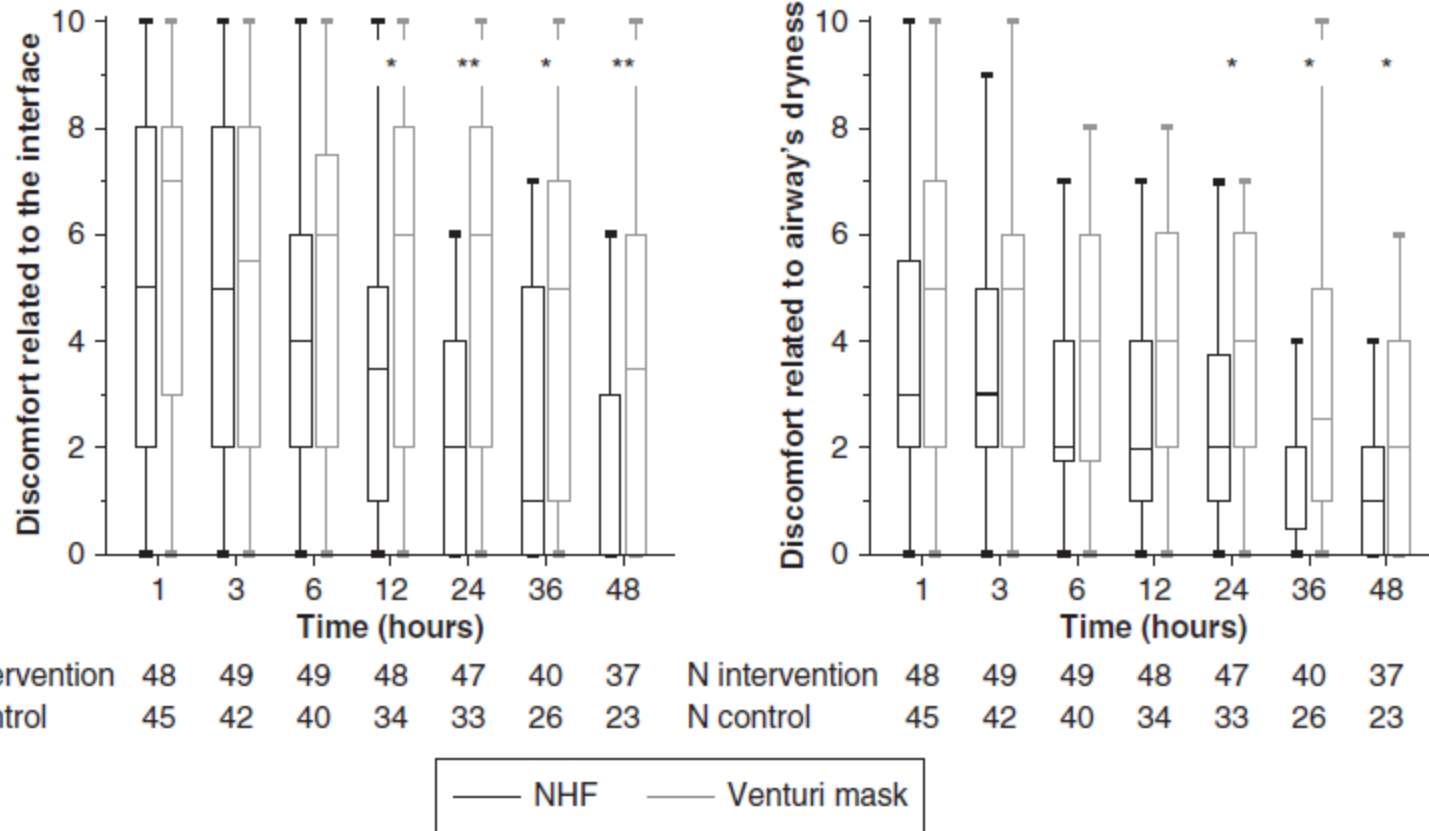 Discomfort related to the interface
10
8
6
4
2
0
* ** * **
1 3 6 12 24 36 48
Time (hours)
ervention 48 49 49 48 47 40 37
ntrol 45 42 40 34 33 26 23
Discomfort related to airway's dryness
10
8
6
4
2
0
* * *
1 3 6 12 24 36 48
Time (hours)
N intervention 48 49 49 48 47 40 37
N control 45 42 40 34 33 26 23
NHF Venturi mask